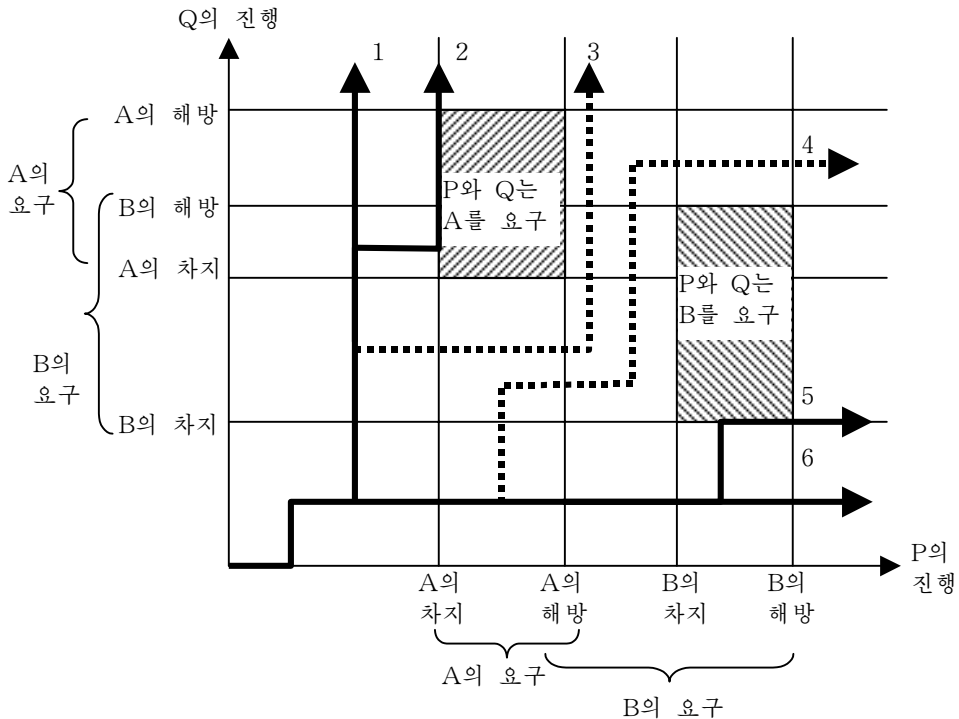 Q의 진행
1
2
3
A의 해방
4
A의
요구
P와 Q는
A를 요구
B의 해방
A의 차지
P와 Q는
B를 요구
B의
요구
5
B의 차지
6
P의
진행
A의
차지
A의
해방
B의
차지
B의
해방
A의 요구
B의 요구